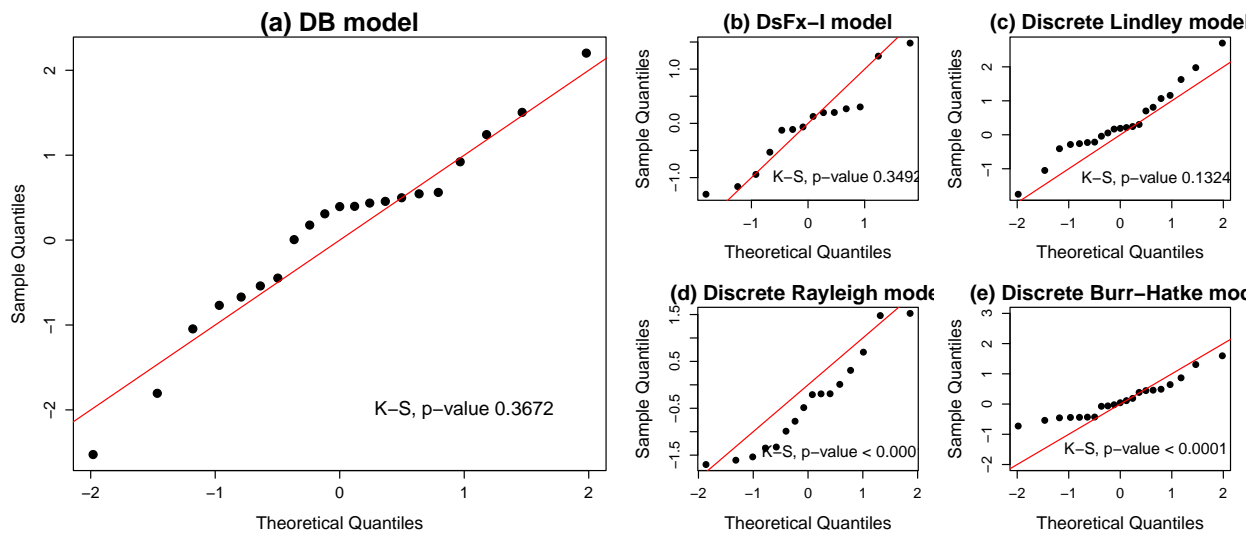 (a) DB model
Sample Quantiles
2
1
0
−1
−2
K−S, p−value 0.3672
−2 −1 0 1 2
Theoretical Quantiles
(b) DsFx−I model
Sample Quantiles
1.0
0.0
−1.0
K−S, p−value 0.3492
−1 0 1
Theoretical Quantiles
(c) Discrete Lindley model
Sample Quantiles
2
1
0
−1
K−S, p−value 0.1324
−2 −1 0 1 2
Theoretical Quantiles
(d) Discrete Rayleigh mode
Sample Quantiles
1.5
0.5
−0.5
−1.5
K−S, p−value < 0.000
−2 −1 0 1 2
Theoretical Quantiles
(e) Discrete Burr−Hatke mod
Sample Quantiles
3
2
1
0
−1
−2
K−S, p−value < 0.0001
−2 −1 0 1 2
Theoretical Quantiles